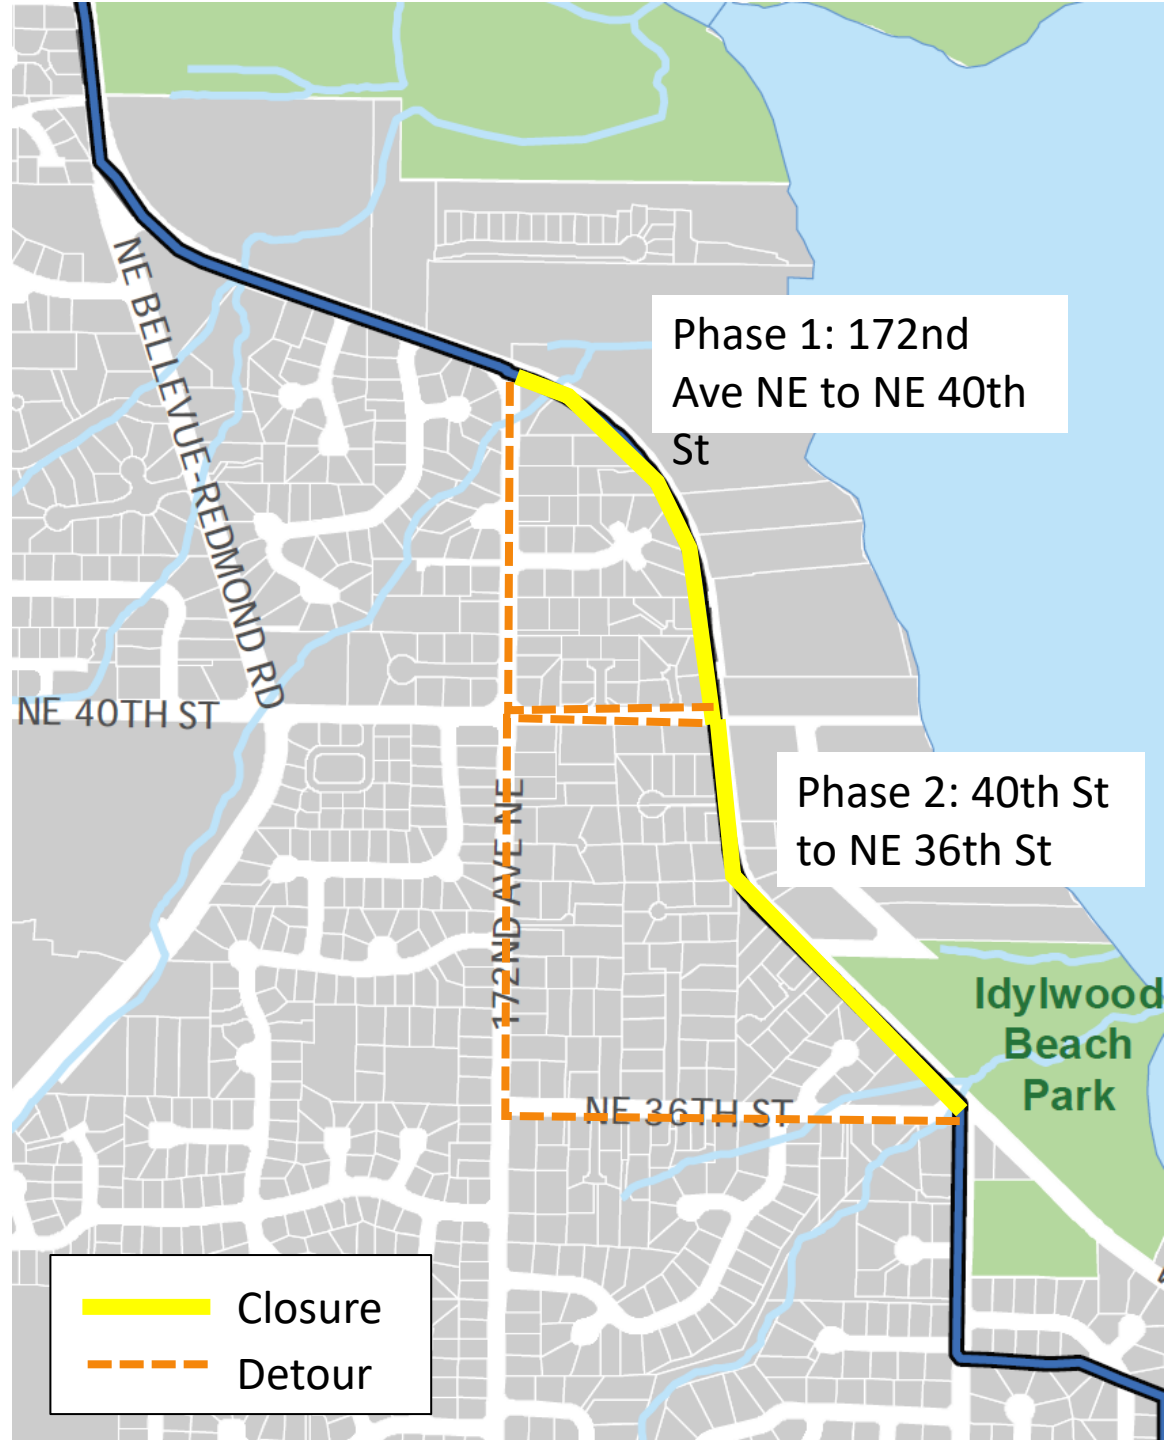 NE BELLEVUE-REDMOND RD
Phase 1: 172nd
Ave NE to NE 40th
St
NE 40TH ST
172ND AVE NE
Phase 2: 40th St
to NE 36th St
Idylwood
Beach
Park
NE 36TH ST
Closure
Detour